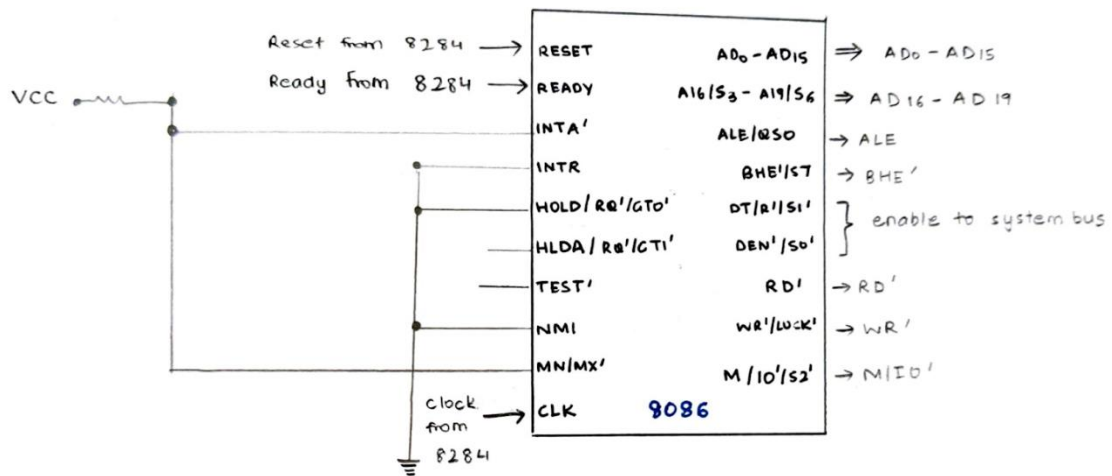 Reset from 8284 → RESET AD0 - AD15 ⇒ AD0 - AD15
Ready from 8284 → READY A16/S3 - A19/S6 ⇒ AD16 - AD19
VCC
INTA' ALE/QS0 → ALE
INTR BHE'/S7 → BHE'
HOLD/RQ'/GT0' DT/R'/S1' } enable to system bus
HLDA/RQ'/GT1' DEN'/S0'
TEST' RD' → RD'
NMI WR'/LOCK' → WR'
MN/MX' M/IO'/S2' → M/IO'
Clock from 8284 → CLK 8086